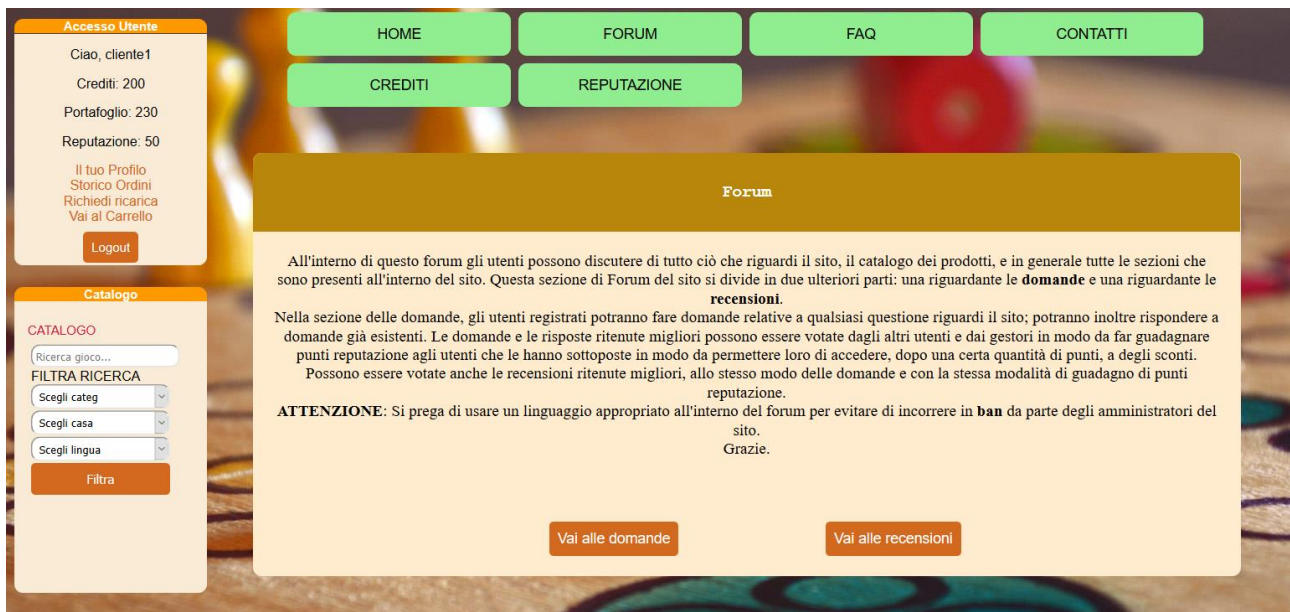 Accesso Utente
Ciao, cliente1
Crediti: 200
Portafoglio: 230
Reputazione: 50
Il tuo Profilo
Storico Ordini
Richiedi ricarica
Vai al Carrello
Logout
Catalogo
CATALOGO
Ricerca gioco...
FILTRA RICERCA
Scegli categ
Scegli casa
Scegli lingua
Filtra
HOME
FORUM
FAQ
CONTATTI
CREDITI
REPUTAZIONE
Forum
All'interno di questo forum gli utenti possono discutere di tutto ciò che riguardi il sito, il catalogo dei prodotti, e in generale tutte le sezioni che
sono presenti all'interno del sito. Questa sezione di Forum del sito si divide in due ulteriori parti: una riguardante le domande e una riguardante le
recensioni.
Nella sezione delle domande, gli utenti registrati potranno fare domande relative a qualsiasi questione riguardi il sito; potranno inoltre rispondere a
domande già esistenti. Le domande e le risposte ritenute migliori possono essere votate dagli altri utenti e dai gestori in modo da far guadagnare
punti reputazione agli utenti che le hanno sottoposte in modo da permettere loro di accedere, dopo una certa quantità di punti, a degli sconti.
Possono essere votate anche le recensioni ritenute migliori, allo stesso modo delle domande e con la stessa modalità di guadagno di punti
reputazione.
ATTENZIONE: Si prega di usare un linguaggio appropriato all'interno del forum per evitare di incorrere in ban da parte degli amministratori del
sito.
Grazie.
Vai alle domande
Vai alle recensioni